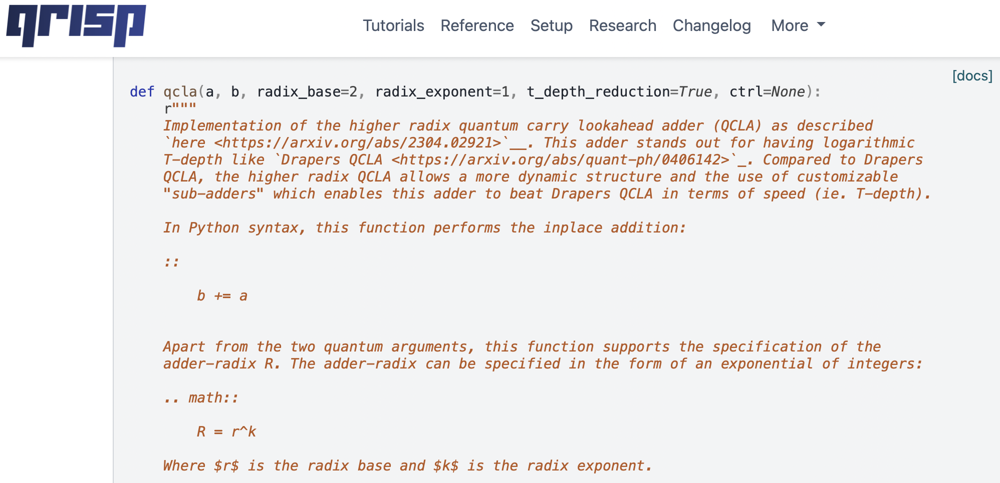 qrisp
Tutorials Reference Setup Research Changelog More
[docs]
def qcla(a, b, radix_base=2, radix_exponent=1, t_depth_reduction=True, ctrl=None):
    r"""
    Implementation of the higher radix quantum carry lookahead adder (QCLA) as described
    `here <https://arxiv.org/abs/2304.02921>`__. This adder stands out for having logarithmic
    T-depth like `Drapers QCLA <https://arxiv.org/abs/quant-ph/0406142>`_. Compared to Drapers
    QCLA, the higher radix QCLA allows a more dynamic structure and the use of customizable
    "sub-adders" which enables this adder to beat Drapers QCLA in terms of speed (ie. T-depth).
    In Python syntax, this function performs the inplace addition:
    ::
        b += a
    Apart from the two quantum arguments, this function supports the specification of the
    adder-radix R. The adder-radix can be specified in the form of an exponential of integers:
    .. math::
        R = r^k
    Where $r$ is the radix base and $k$ is the radix exponent.